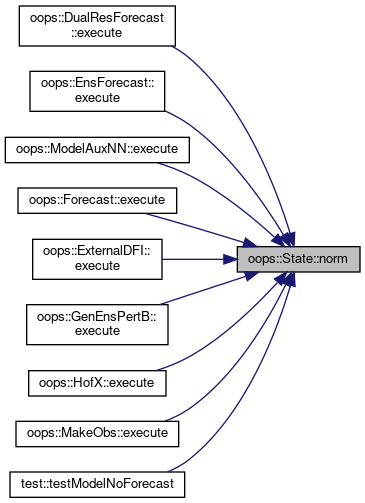 oops::DualResForecast
::execute
oops::EnsForecast::
execute
oops::ModelAuxNN::execute
oops::Forecast::execute
oops::State::norm
oops::ExternalDFI::
execute
oops::GenEnsPertB::
execute
oops::HofX::execute
oops::MakeObs::execute
test::testModelNoForecast